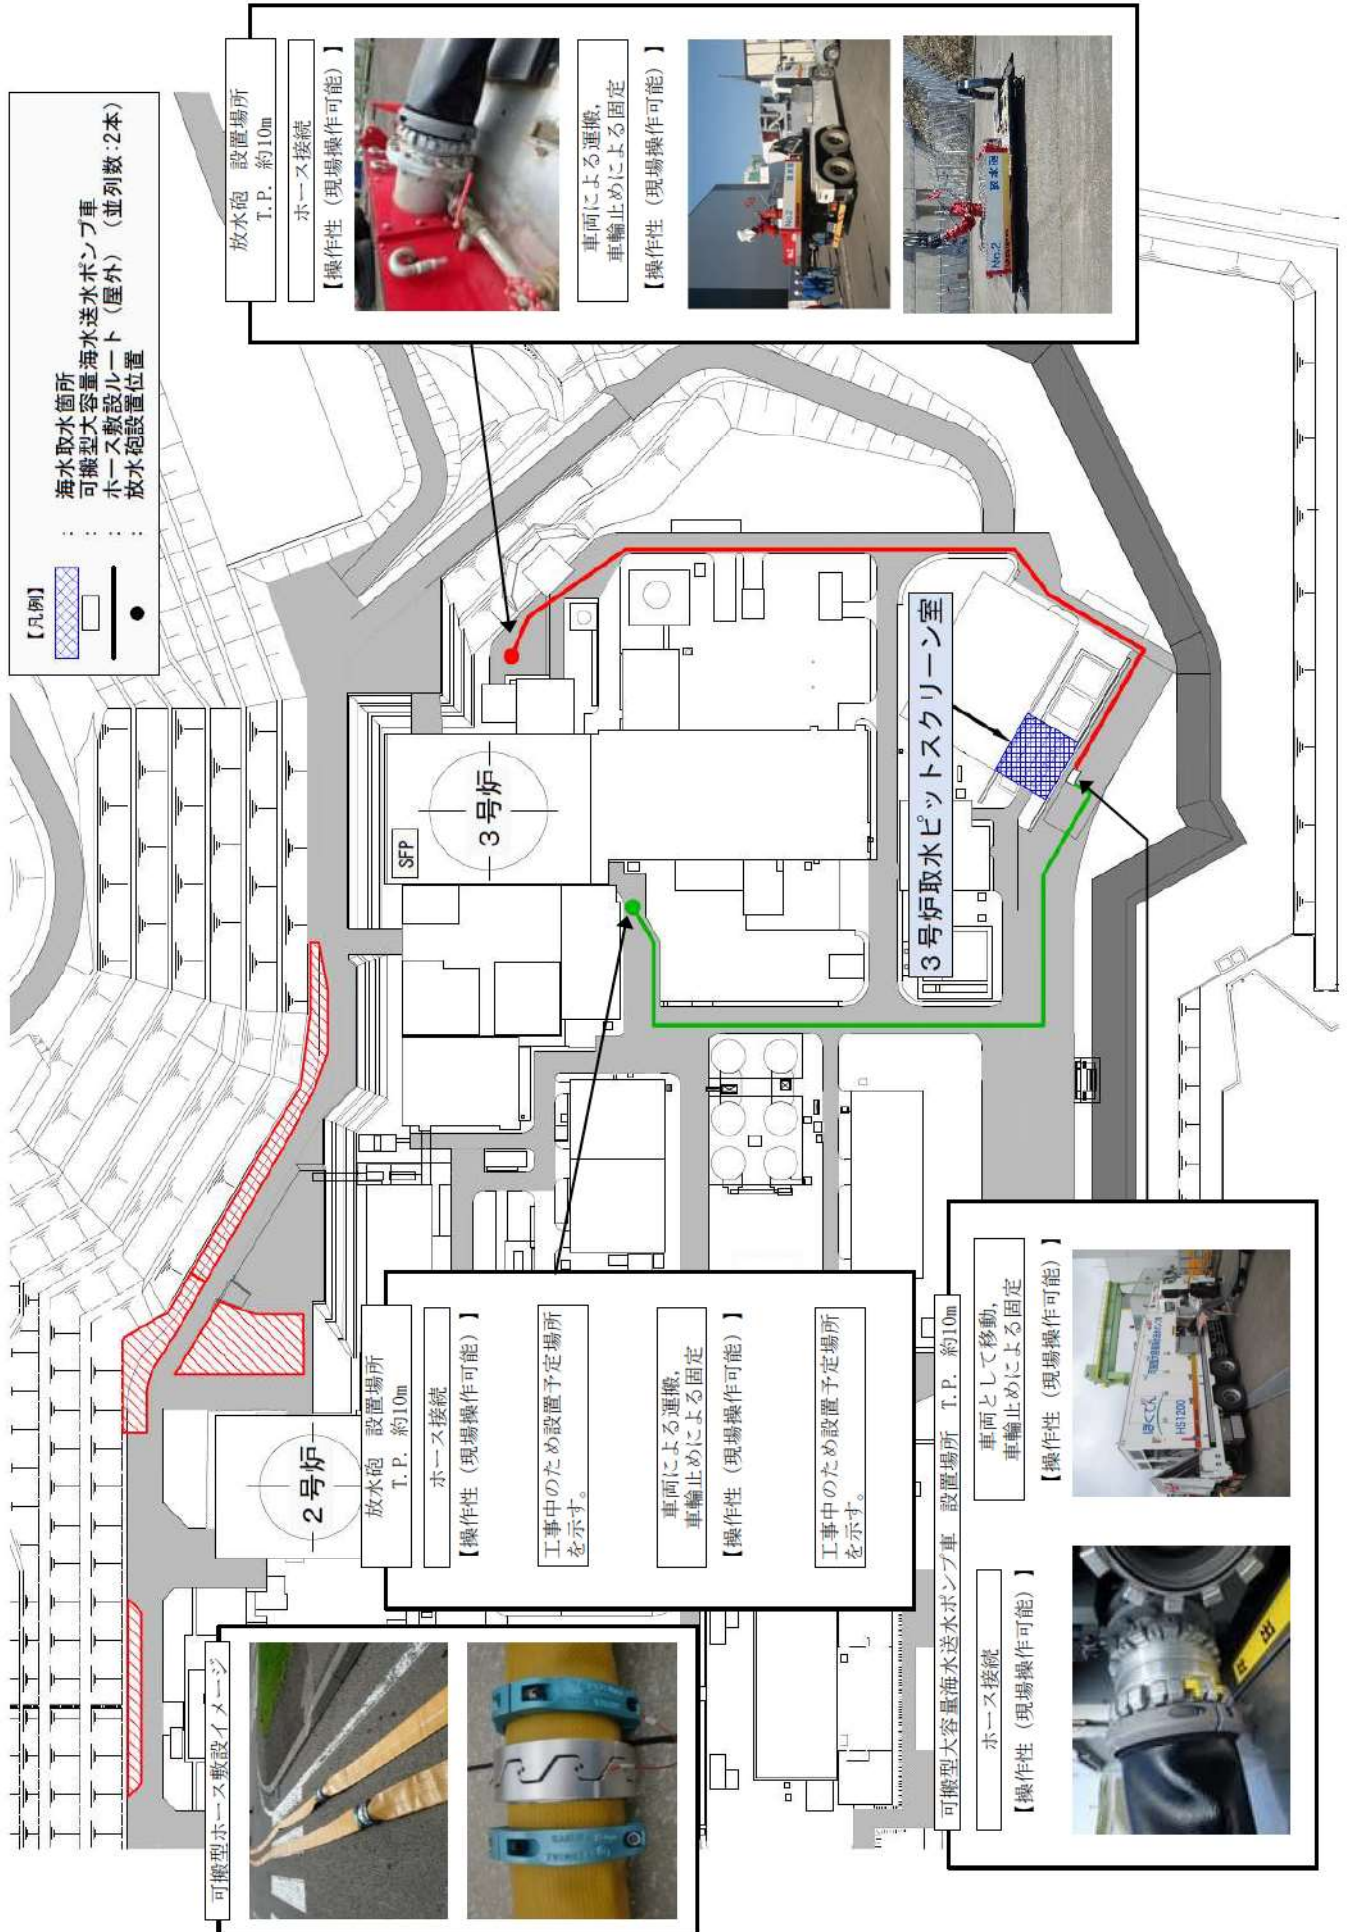 【凡例】
： 海水取水箇所
： 可搬型大容量海水送水ポンプ車
： ホース敷設ルート（屋外）（並列数：2本）
： 放水砲設置位置
放水砲　設置場所
T.P. 約10m
ホース接続
【操作性（現場操作可能）】
車両による運搬，
車輪止めによる固定
【操作性（現場操作可能）】
No.2
放水砲
No.2
SFP
3号炉
3号炉取水ピットスクリーン室
2号炉
放水砲　設置場所
T.P. 約10m
ホース接続
【操作性（現場操作可能）】
工事中のため設置予定場所
を示す。
車両による運搬，
車輪止めによる固定
【操作性（現場操作可能）】
工事中のため設置予定場所
を示す。
可搬型ホース敷設イメージ
可搬型大容量海水送水ポンプ車　設置場所　T.P. 約10m
ホース接続
【操作性（現場操作可能）】
車両として移動，
車輪止めによる固定
【操作性（現場操作可能）】
ほくでん
HS1200